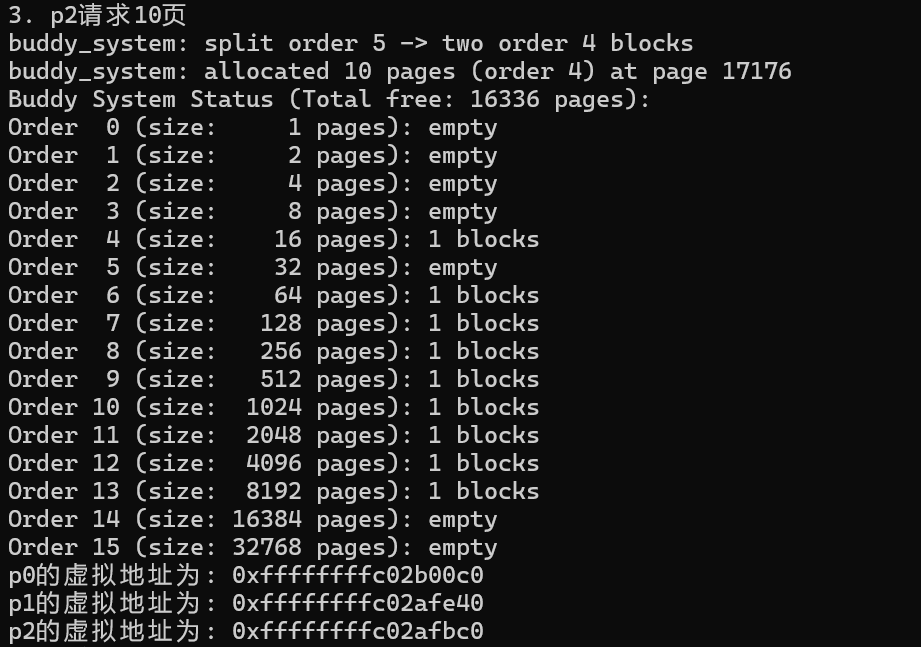 3. p2请求10页
buddy_system: split order 5 -> two order 4 blocks
buddy_system: allocated 10 pages (order 4) at page 17176
Buddy System Status (Total free: 16336 pages):
Order  0 (size:     1 pages): empty
Order  1 (size:     2 pages): empty
Order  2 (size:     4 pages): empty
Order  3 (size:     8 pages): empty
Order  4 (size:    16 pages): 1 blocks
Order  5 (size:    32 pages): empty
Order  6 (size:    64 pages): 1 blocks
Order  7 (size:   128 pages): 1 blocks
Order  8 (size:   256 pages): 1 blocks
Order  9 (size:   512 pages): 1 blocks
Order 10 (size:  1024 pages): 1 blocks
Order 11 (size:  2048 pages): 1 blocks
Order 12 (size:  4096 pages): 1 blocks
Order 13 (size:  8192 pages): 1 blocks
Order 14 (size: 16384 pages): empty
Order 15 (size: 32768 pages): empty
p0的虚拟地址为: 0xffffffffc02b00c0
p1的虚拟地址为: 0xffffffffc02afe40
p2的虚拟地址为: 0xffffffffc02afbc0